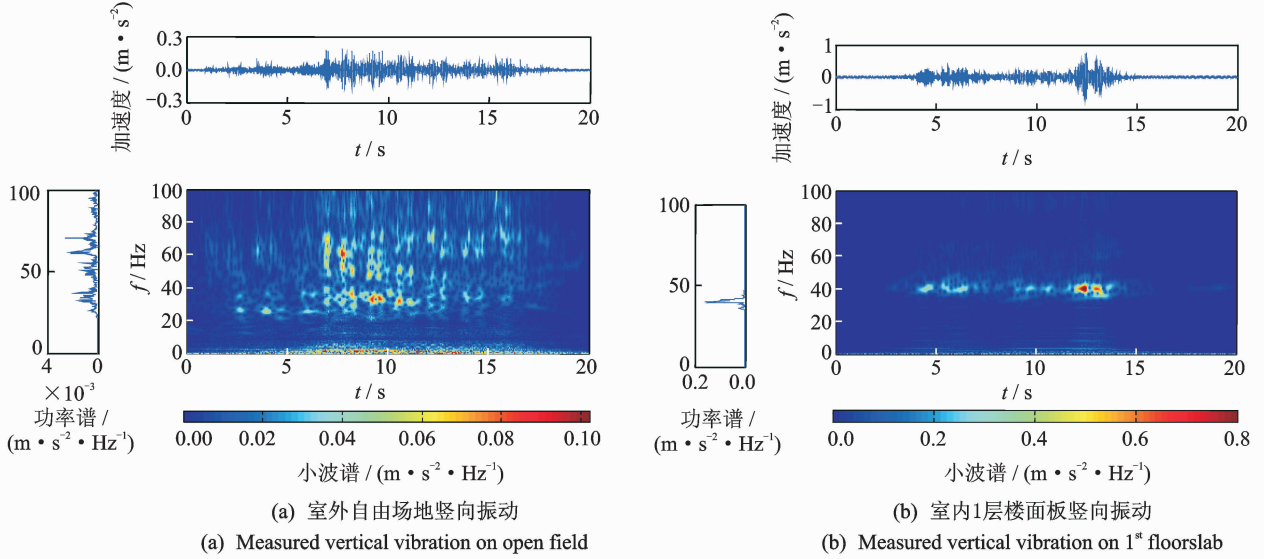 加速度 / (m·s⁻²)
0.3
0.0
−0.3
0 5 10 15 20
t / s
100
50
0
4 0
×10⁻³
功率谱 /
(m·s⁻²·Hz⁻¹)
f / Hz
100
80
60
40
20
0
0 5 10 15 20
t / s
0.00 0.02 0.04 0.06 0.08 0.10
小波谱 / (m·s⁻²·Hz⁻¹)
(a) 室外自由场地竖向振动
(a) Measured vertical vibration on open field
加速度 / (m·s⁻²)
1
0
−1
0 5 10 15 20
t / s
100
50
0
0.2 0.0
功率谱 /
(m·s⁻²·Hz⁻¹)
f / Hz
100
80
60
40
20
0
0 5 10 15 20
t / s
0.0 0.2 0.4 0.6 0.8
小波谱 / (m·s⁻²·Hz⁻¹)
(b) 室内1层楼面板竖向振动
(b) Measured vertical vibration on 1ˢᵗ floorslab